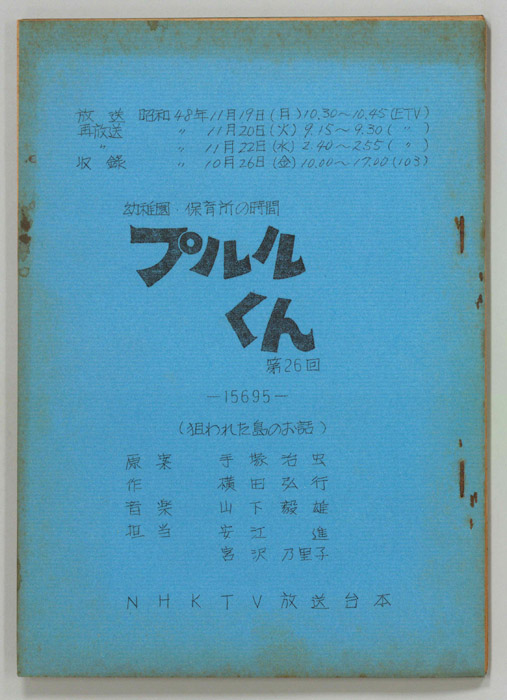 放送 昭和48年11月19日(月)10.30～10.45(ETV)
再放送 〃 11月20日(火)9.15～9.30(〃)
〃 〃 11月22日(水)2.40～2.55(〃)
収録 〃 10月26日(金)10.00～17.00(103)
幼稚園・保育所の時間
プルル
くん
第26回
—15695—
(狙われた島のお話)
原案 手塚治虫
作 横田弘行
音楽 山下毅雄
担当 安江進
宮沢乃里子
NHKTV放送台本